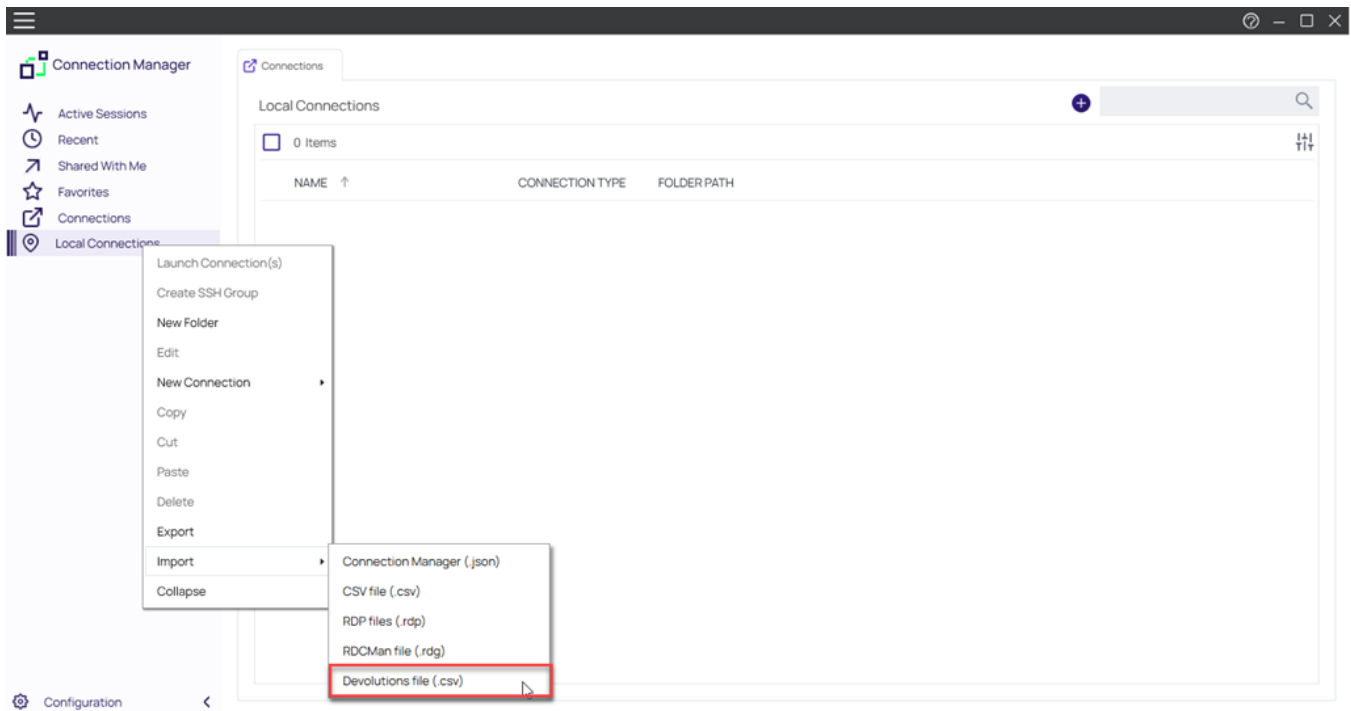 Connection Manager
Active Sessions
Recent
Shared With Me
Favorites
Connections
Local Connections
Connections
Local Connections
0 Items
NAME ↑ CONNECTION TYPE FOLDER PATH
Launch Connection(s)
Create SSH Group
New Folder
Edit
New Connection
Copy
Cut
Paste
Delete
Export
Import
Collapse
Connection Manager (.json)
CSV file (.csv)
RDP files (.rdp)
RDCMan file (.rdg)
Devolutions file (.csv)
Configuration